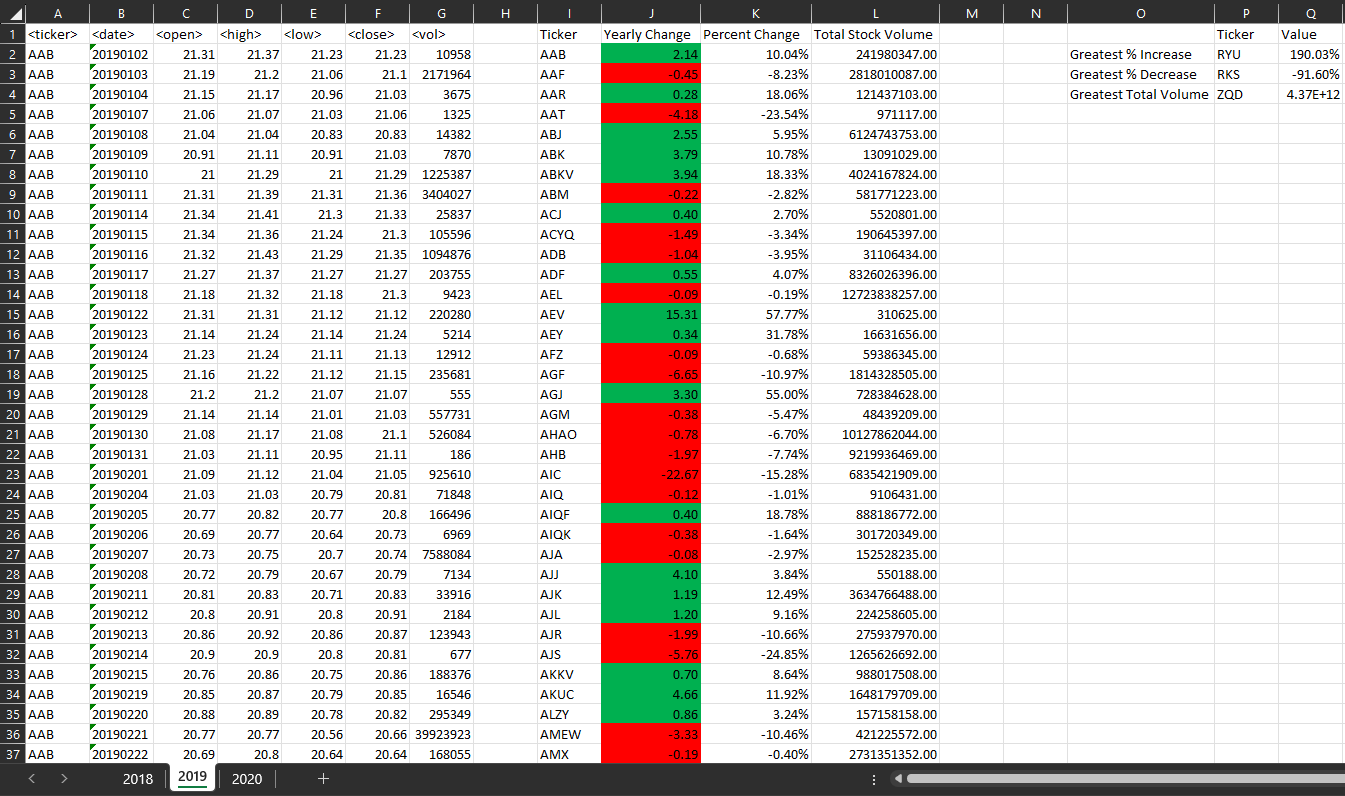 A B C D E F G H I J K L M N O P Q
1 <ticker> <date> <open> <high> <low> <close> <vol> Ticker Yearly Change Percent Change Total Stock Volume Ticker Value
2 AAB 20190102 21.31 21.37 21.23 21.23 10958 AAB 2.14 10.04% 241980347.00 Greatest % Increase RYU 190.03%
3 AAB 20190103 21.19 21.2 21.06 21.1 2171964 AAF -0.45 -8.23% 2818010087.00 Greatest % Decrease RKS -91.60%
4 AAB 20190104 21.15 21.17 20.96 21.03 3675 AAR 0.28 18.06% 121437103.00 Greatest Total Volume ZQD 4.37E+12
5 AAB 20190107 21.06 21.07 21.03 21.06 1325 AAT -4.18 -23.54% 971117.00
6 AAB 20190108 21.04 21.04 20.83 20.83 14382 ABJ 2.55 5.95% 6124743753.00
7 AAB 20190109 20.91 21.11 20.91 21.03 7870 ABK 3.79 10.78% 13091029.00
8 AAB 20190110 21 21.29 21 21.29 1225387 ABKV 3.94 18.33% 4024167824.00
9 AAB 20190111 21.31 21.39 21.31 21.36 3404027 ABM -0.22 -2.82% 581771223.00
10 AAB 20190114 21.34 21.41 21.3 21.33 25837 ACJ 0.40 2.70% 5520801.00
11 AAB 20190115 21.34 21.36 21.24 21.3 105596 ACYQ -1.49 -3.34% 190645397.00
12 AAB 20190116 21.32 21.43 21.29 21.35 1094876 ADB -1.04 -3.95% 31106434.00
13 AAB 20190117 21.27 21.37 21.27 21.27 203755 ADF 0.55 4.07% 8326026396.00
14 AAB 20190118 21.18 21.32 21.18 21.3 9423 AEL -0.09 -0.19% 12723838257.00
15 AAB 20190122 21.31 21.31 21.12 21.12 220280 AEV 15.31 57.77% 310625.00
16 AAB 20190123 21.14 21.24 21.14 21.24 5214 AEY 0.34 31.78% 16631656.00
17 AAB 20190124 21.23 21.24 21.11 21.13 12912 AFZ -0.09 -0.68% 59386345.00
18 AAB 20190125 21.16 21.22 21.12 21.15 235681 AGF -6.65 -10.97% 1814328505.00
19 AAB 20190128 21.2 21.2 21.07 21.07 555 AGJ 3.30 55.00% 728384628.00
20 AAB 20190129 21.14 21.14 21.01 21.03 557731 AGM -0.38 -5.47% 48439209.00
21 AAB 20190130 21.08 21.17 21.08 21.1 526084 AHAO -0.78 -6.70% 10127862044.00
22 AAB 20190131 21.03 21.11 20.95 21.11 186 AHB -1.97 -7.74% 9219936469.00
23 AAB 20190201 21.09 21.12 21.04 21.05 925610 AIC -22.67 -15.28% 6835421909.00
24 AAB 20190204 21.03 21.03 20.79 20.81 71848 AIQ -0.12 -1.01% 9106431.00
25 AAB 20190205 20.77 20.82 20.77 20.8 166496 AIQF 0.40 18.78% 888186772.00
26 AAB 20190206 20.69 20.77 20.64 20.73 6969 AIQK -0.38 -1.64% 301720349.00
27 AAB 20190207 20.73 20.75 20.7 20.74 7588084 AJA -0.08 -2.97% 152528235.00
28 AAB 20190208 20.72 20.79 20.67 20.79 7134 AJJ 4.10 3.84% 550188.00
29 AAB 20190211 20.81 20.83 20.71 20.83 33916 AJK 1.19 12.49% 3634766488.00
30 AAB 20190212 20.8 20.91 20.8 20.91 2184 AJL 1.20 9.16% 224258605.00
31 AAB 20190213 20.86 20.92 20.86 20.87 123943 AJR -1.99 -10.66% 275937970.00
32 AAB 20190214 20.9 20.9 20.8 20.81 677 AJS -5.76 -24.85% 1265626692.00
33 AAB 20190215 20.76 20.86 20.75 20.86 188376 AKKV 0.70 8.64% 988017508.00
34 AAB 20190219 20.85 20.87 20.79 20.85 16546 AKUC 4.66 11.92% 1648179709.00
35 AAB 20190220 20.88 20.89 20.78 20.82 295349 ALZY 0.86 3.24% 157158158.00
36 AAB 20190221 20.77 20.77 20.56 20.66 39923923 AMEW -3.33 -10.46% 421225572.00
37 AAB 20190222 20.69 20.8 20.64 20.64 168055 AMX -0.19 -0.40% 2731351352.00
2018 2019 2020